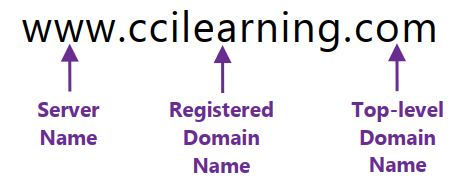 www.ccilearning.com
Server
Name
Registered
Domain
Name
Top-level
Domain
Name